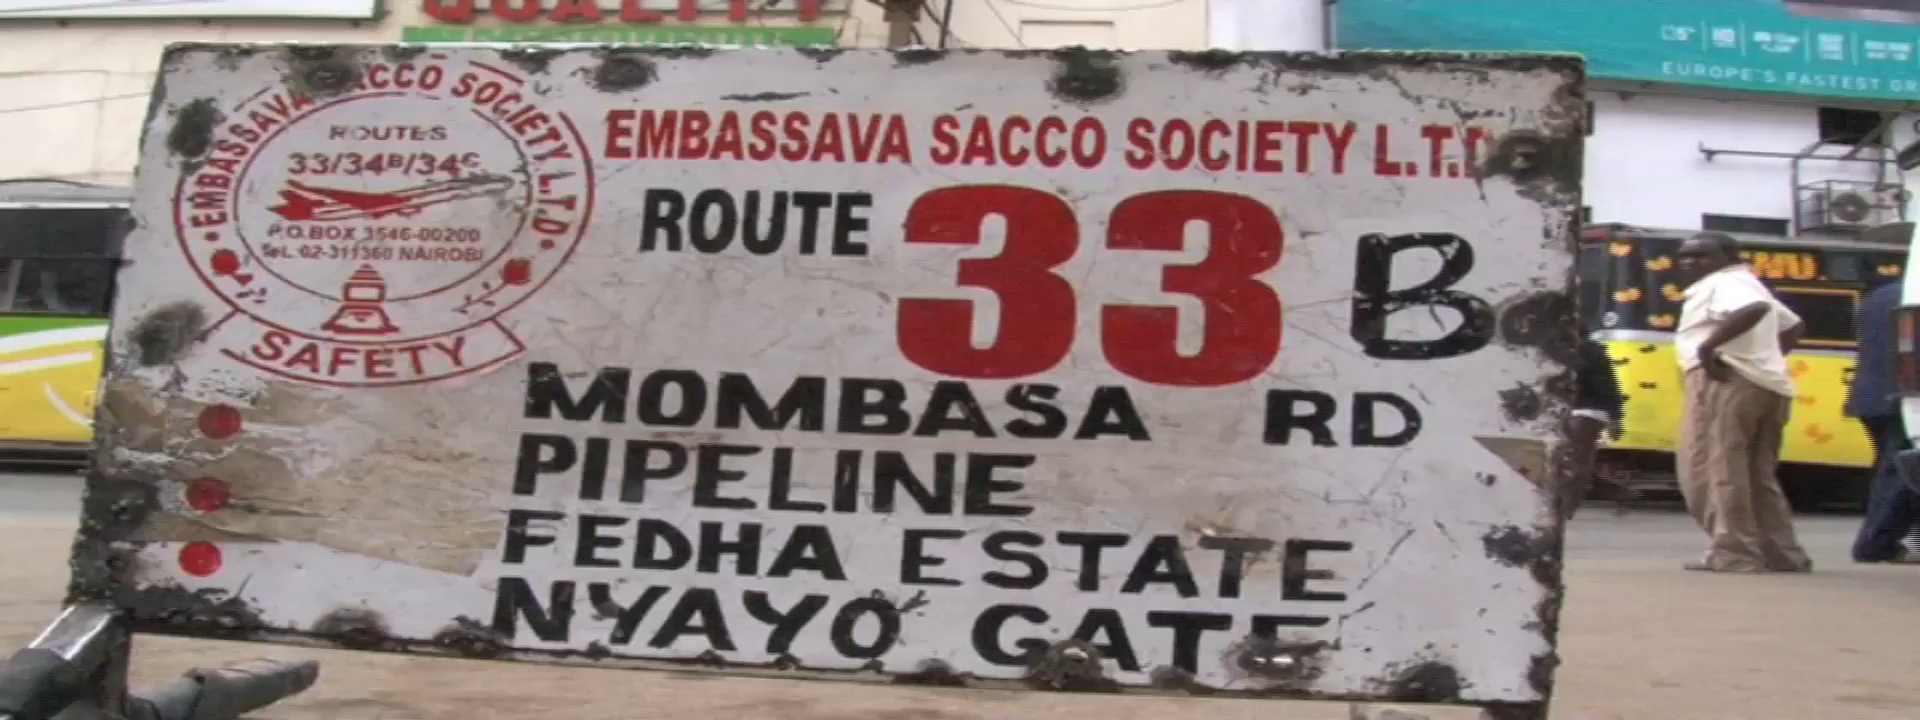 QUALITY
EUROPE'S FASTEST
EMBASSAVA SACCO SOCIETY L.T.D
ROUTES
33/34B/34C
P.O.BOX 3546-00200
TeL.02-311360 NAIROBI
SAFETY
EMBASSAVA SACCO SOCIETY L.T.D
ROUTE 33 B
MOMBASA RD
PIPELINE
FEDHA ESTATE
NYAYO GATE